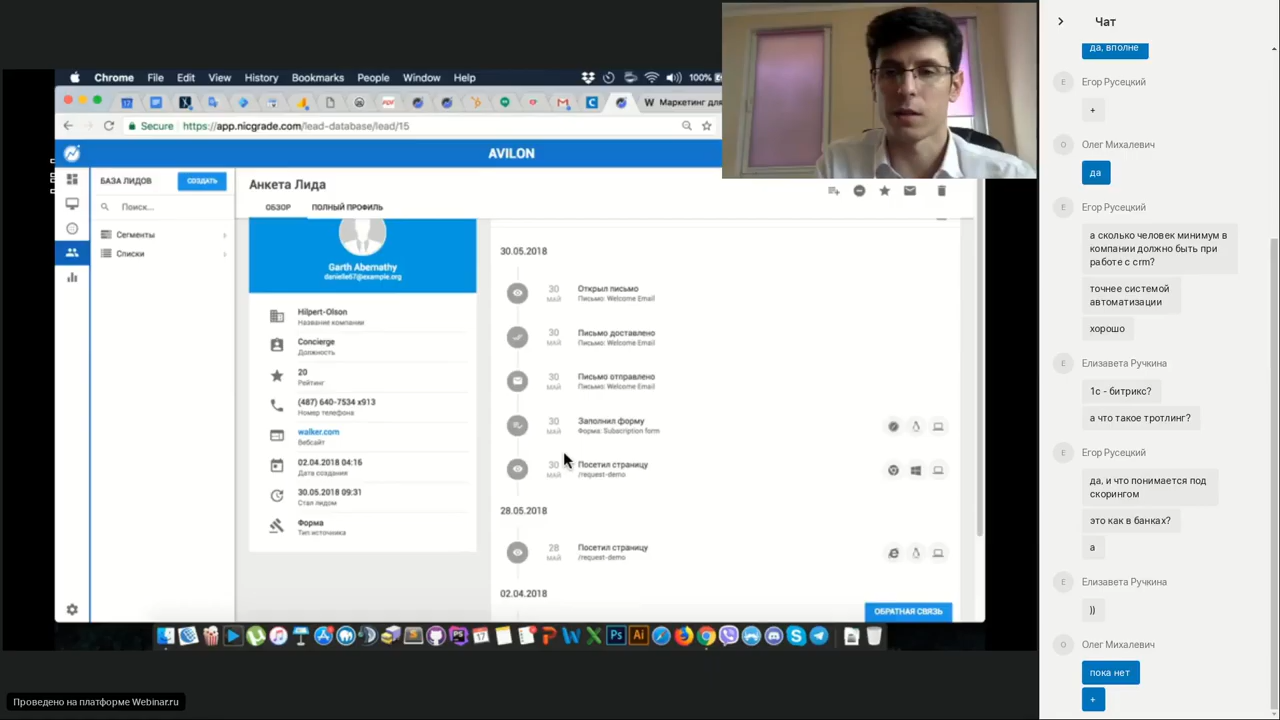 Chrome File Edit View History Bookmarks People Window Help
100%
W Маркетинг для
Secure https://app.nicgrade.com/lead-database/lead/15
AVILON
БАЗА ЛИДОВ
СОЗДАТЬ
Поиск...
Сегменты
Списки
Анкета Лида
ОБЗОР
ПОЛНЫЙ ПРОФИЛЬ
Garth Abernathy
danielle67@example.org
Hilpert-Olson
Название компании
Concierge
Должность
20
Рейтинг
(487) 640-7534 x913
Номер телефона
walker.com
Вебсайт
02.04.2018 04:16
Дата создания
30.05.2018 09:31
Стал лидом
Форма
Тип источника
30.05.2018
30
МАЙ
Открыл письмо
Письмо: Welcome Email
30
МАЙ
Письмо доставлено
Письмо: Welcome Email
30
МАЙ
Письмо отправлено
Письмо: Welcome Email
30
МАЙ
Заполнил форму
Форма: Subscription form
30
МАЙ
Посетил страницу
/request-demo
28.05.2018
28
МАЙ
Посетил страницу
/request-demo
02.04.2018
ОБРАТНАЯ СВЯЗЬ
Проведено на платформе Webinar.ru
Чат
да, вполне
Е
Егор Русецкий
+
О
Олег Михалевич
да
Е
Егор Русецкий
а сколько человек минимум в
компании должно быть при
работе с crm?
точнее системой
автоматизации
хорошо
Е
Елизавета Ручкина
1с - битрикс?
а что такое тротлинг?
Е
Егор Русецкий
да, и что понимается под
скорингом
это как в банках?
а
Е
Елизавета Ручкина
))
О
Олег Михалевич
пока нет
+